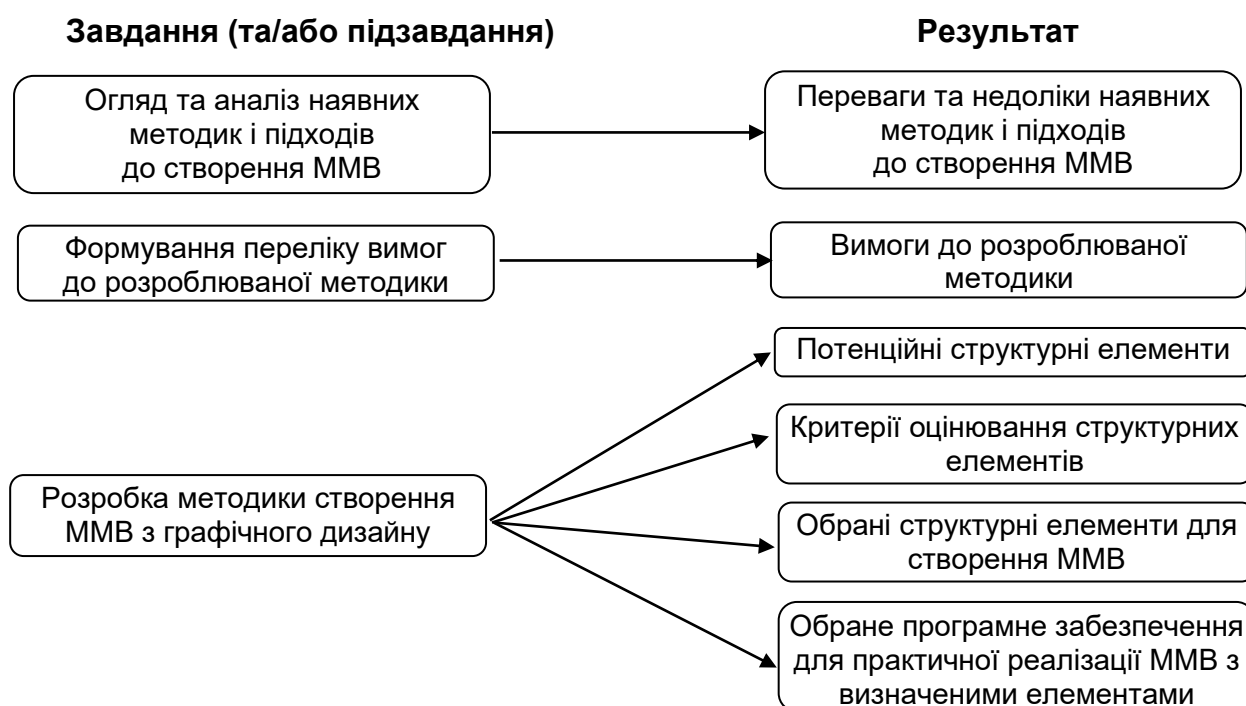 Завдання (та/або підзавдання)
Результат
Огляд та аналіз наявних
методик і підходів
до створення ММВ
Переваги та недоліки наявних
методик і підходів
до створення ММВ
Формування переліку вимог
до розроблюваної методики
Вимоги до розроблюваної
методики
Розробка методики створення
ММВ з графічного дизайну
Потенційні структурні елементи
Критерії оцінювання структурних
елементів
Обрані структурні елементи для
створення ММВ
Обране програмне забезпечення
для практичної реалізації ММВ з
визначеними елементами